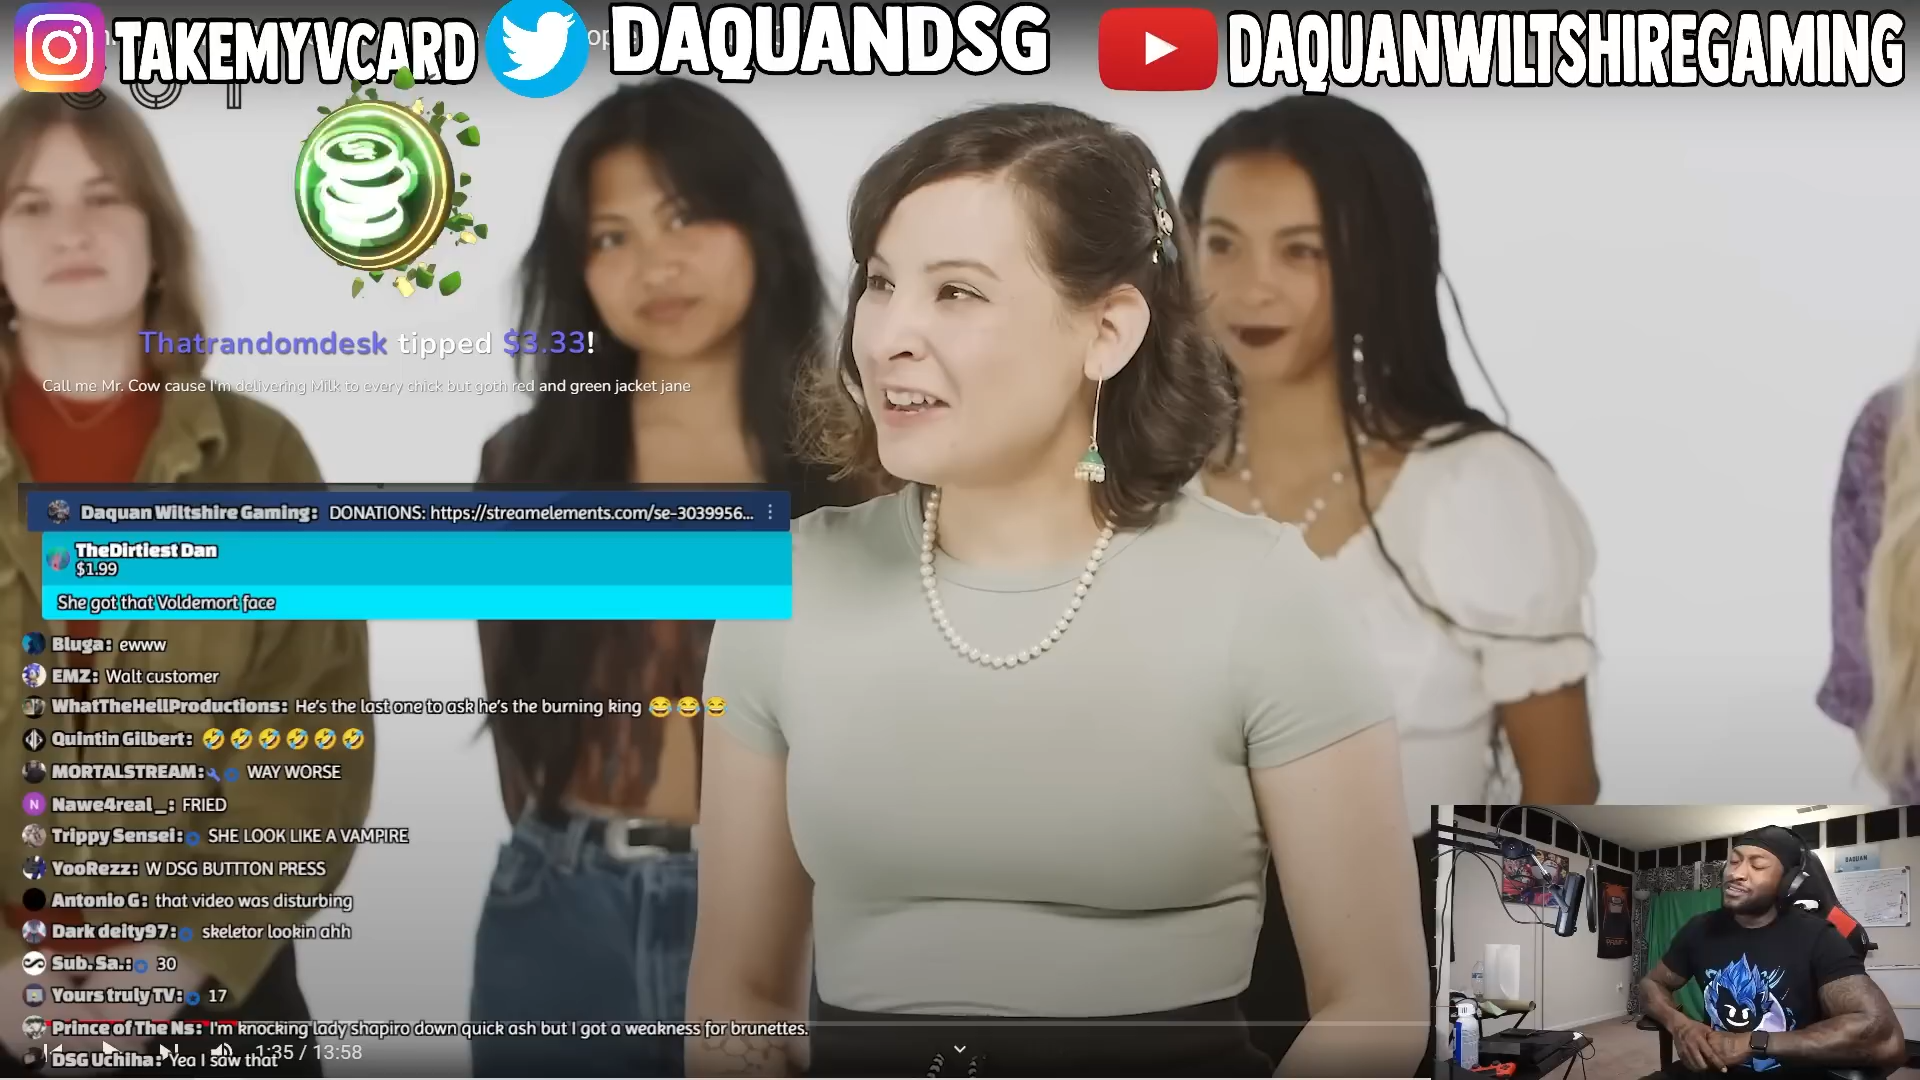 TAKEMYVCARD
DAQUANDSG
DAQUANWILTSHIREGAMING
CUT
Thatrandomdesk tipped $3.33!
Call me Mr. Cow cause I'm delivering Milk to every chick but goth red and green jacket jane
Daquan Wiltshire Gaming: DONATIONS: https://streamelements.com/se-3039956...
TheDirtiest Dan
$1.99
She got that Voldemort face
Bluga: ewww
EMZ: Walt customer
WhatTheHellProductions: He's the last one to ask he's the burning king 😂😂😂
Quintin Gilbert: 🤣🤣🤣🤣🤣🤣
MORTALSTREAM: WAY WORSE
N Nawe4real_: FRIED
Trippy Sensei: SHE LOOK LIKE A VAMPIRE
YooRezz: W DSG BUTTTON PRESS
Antonio G: that video was disturbing
Dark deity97: skeletor lookin ahh
Sub.Sa.: 30
Yours truly TV: 17
Prince of The Ns: I'm knocking lady shapiro down quick ash but I got a weakness for brunettes.
DSG Uchiha: Yea I saw that
1:35 / 13:58
DAQUAN